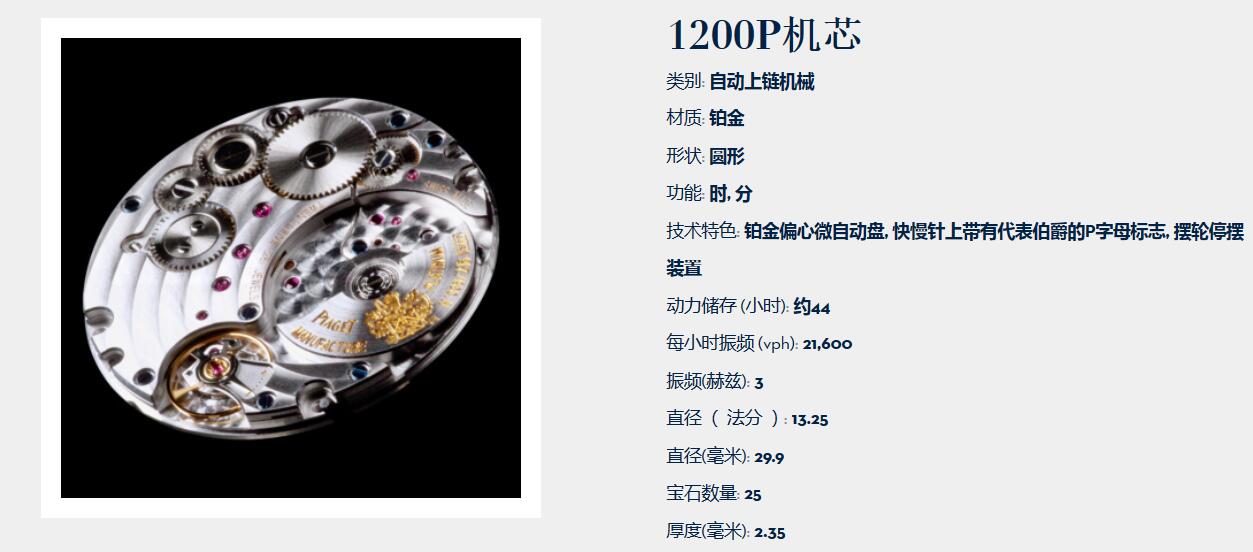 1200P机芯
类别: 自动上链机械
材质: 铂金
形状: 圆形
功能: 时, 分
技术特色: 铂金偏心微自动盘, 快慢针上带有代表伯爵的P字母标志, 摆轮停摆
装置
动力储存 (小时): 约44
每小时振频 (vph): 21,600
振频(赫兹): 3
直径（ 法分 ）: 13.25
直径(毫米): 29.9
宝石数量: 25
厚度(毫米): 2.35
PIAGET
MANUFACTURE